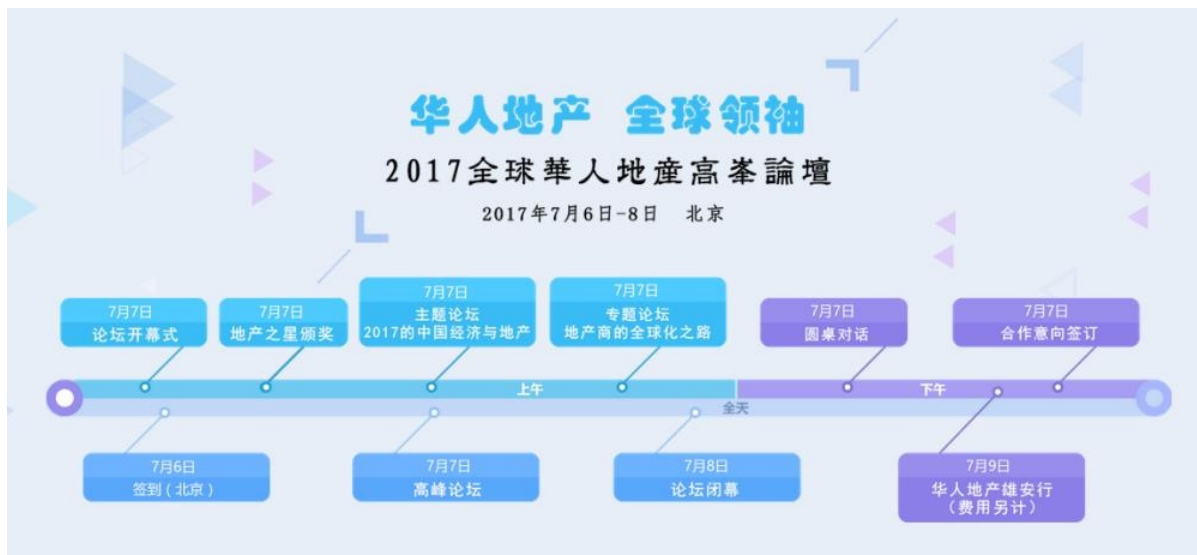 华人地产 全球领袖
2017全球華人地産高峯論壇
2017年7月6日-8日 北京
7月7日
论坛开幕式
7月7日
地产之星颁奖
7月7日
主题论坛
2017的中国经济与地产
7月7日
专题论坛
地产商的全球化之路
7月7日
圆桌对话
7月7日
合作意向签订
上午
下午
全天
7月6日
签到（北京）
7月7日
高峰论坛
7月8日
论坛闭幕
7月9日
华人地产雄安行
（费用另计）